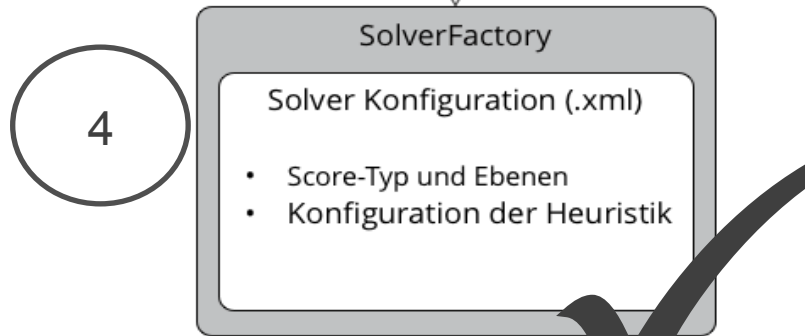 SolverFactory
4
Solver Konfiguration (.xml)
• Score-Typ und Ebenen
• Konfiguration der Heuristik